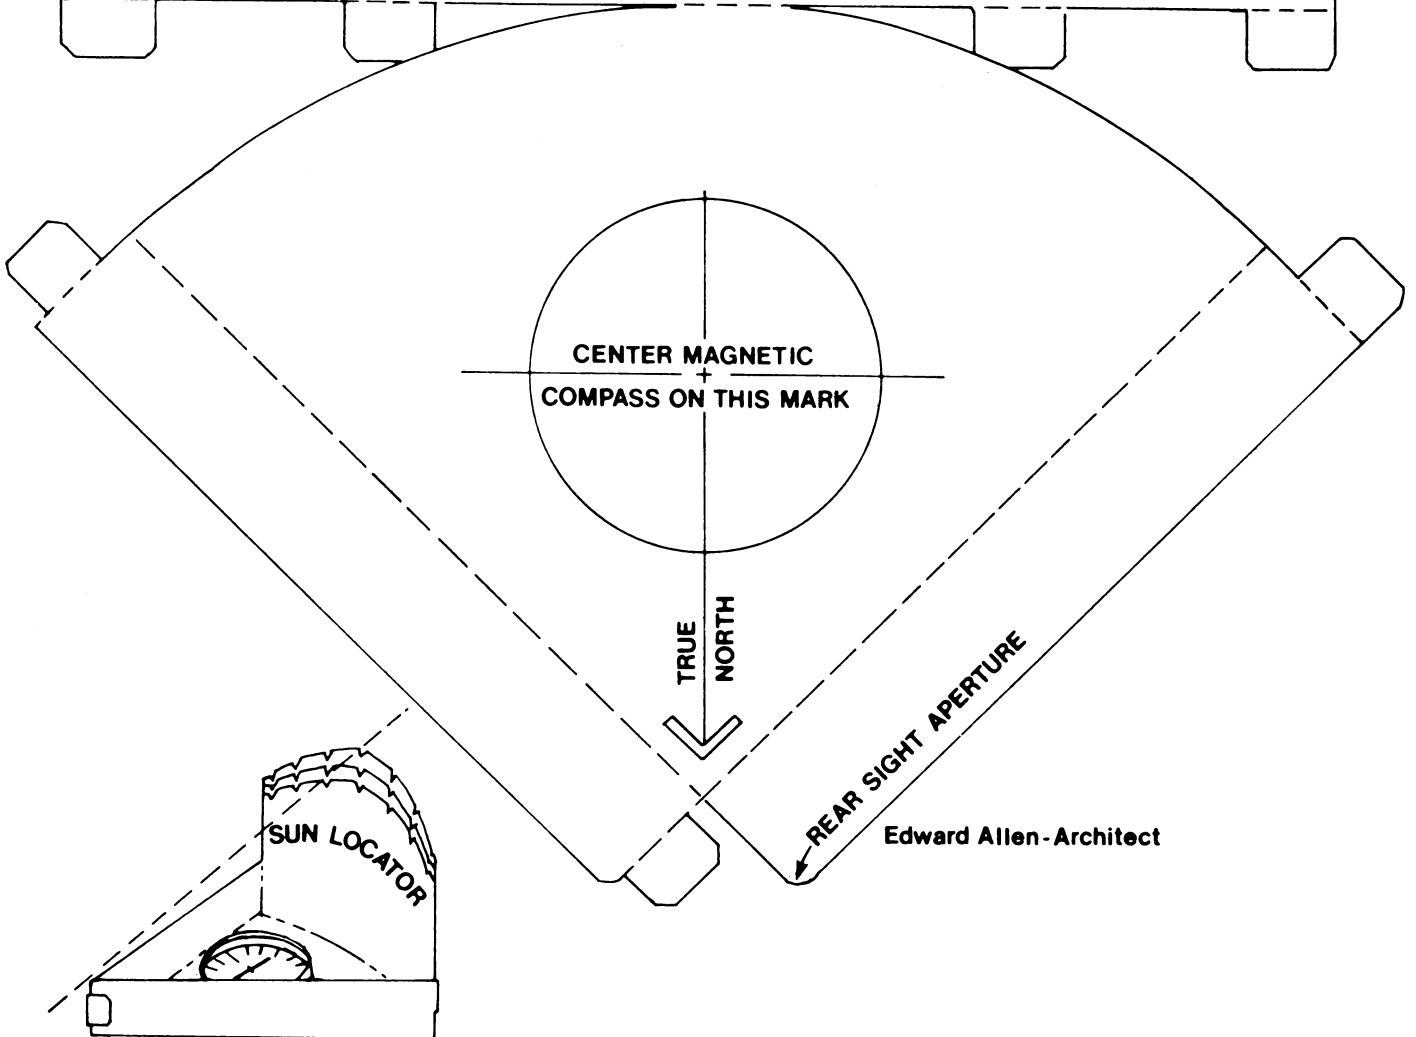 CENTER MAGNETIC
COMPASS ON THIS MARK
TRUE
NORTH
REAR SIGHT APERTURE
SUN LOCATOR
Edward Allen-Architect